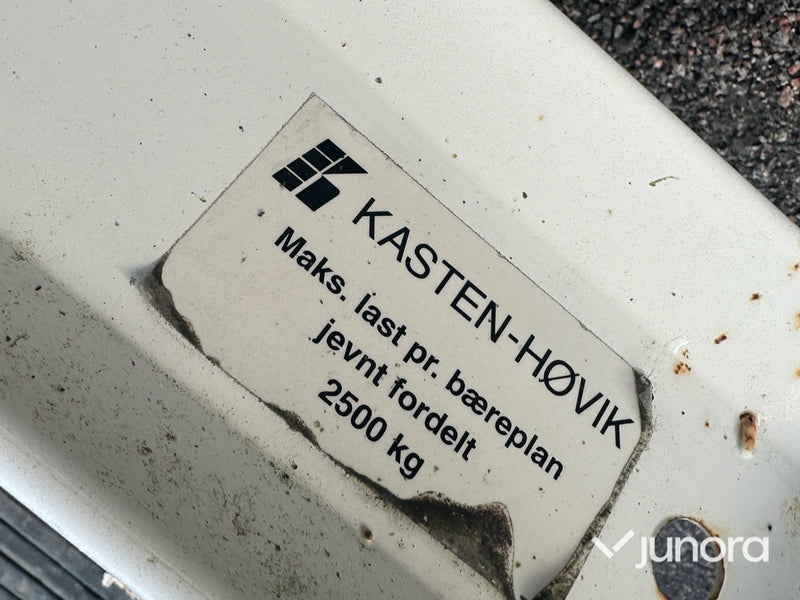 KASTEN-HØVIK
Maks. last pr. bæreplan
jevnt fordelt
2500 kg
junora